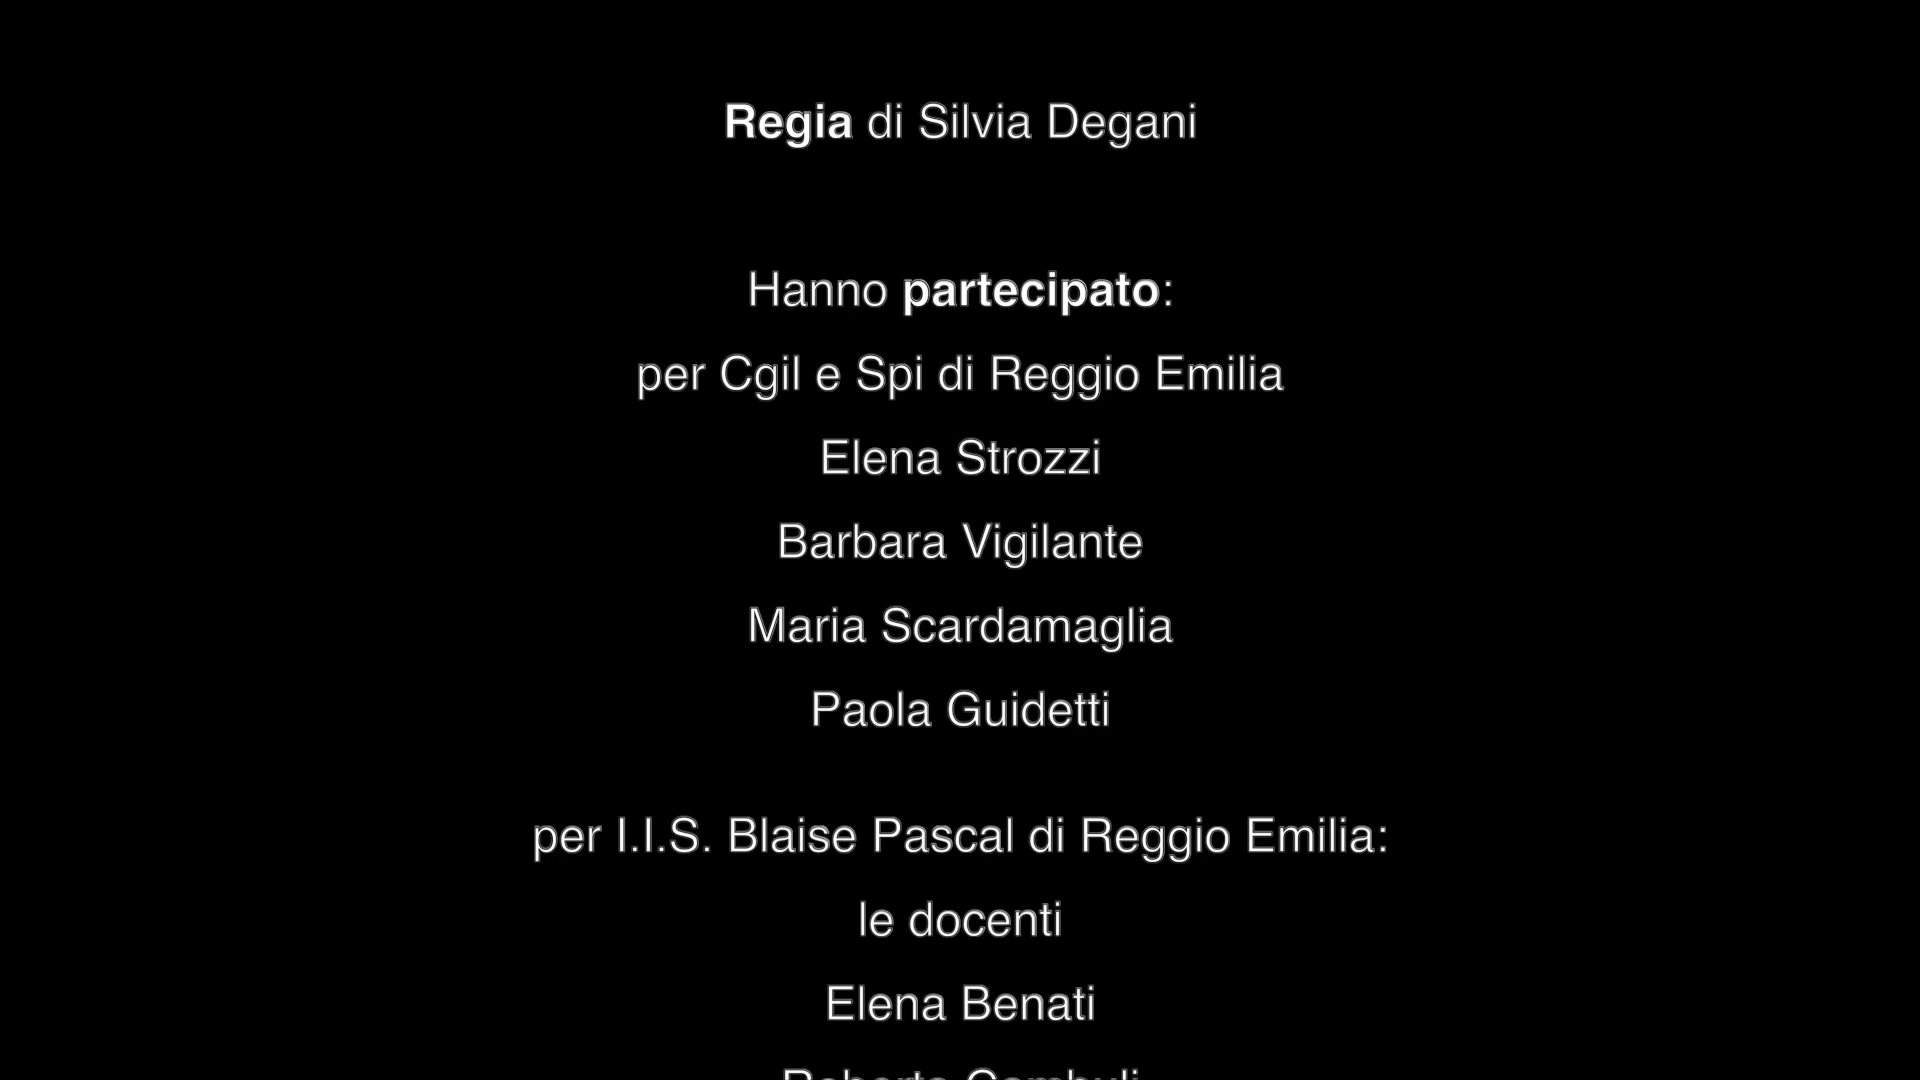 Regia di Silvia Degani
Hanno partecipato:
per Cgil e Spi di Reggio Emilia
Elena Strozzi
Barbara Vigilante
Maria Scardamaglia
Paola Guidetti
per I.I.S. Blaise Pascal di Reggio Emilia:
le docenti
Elena Benati